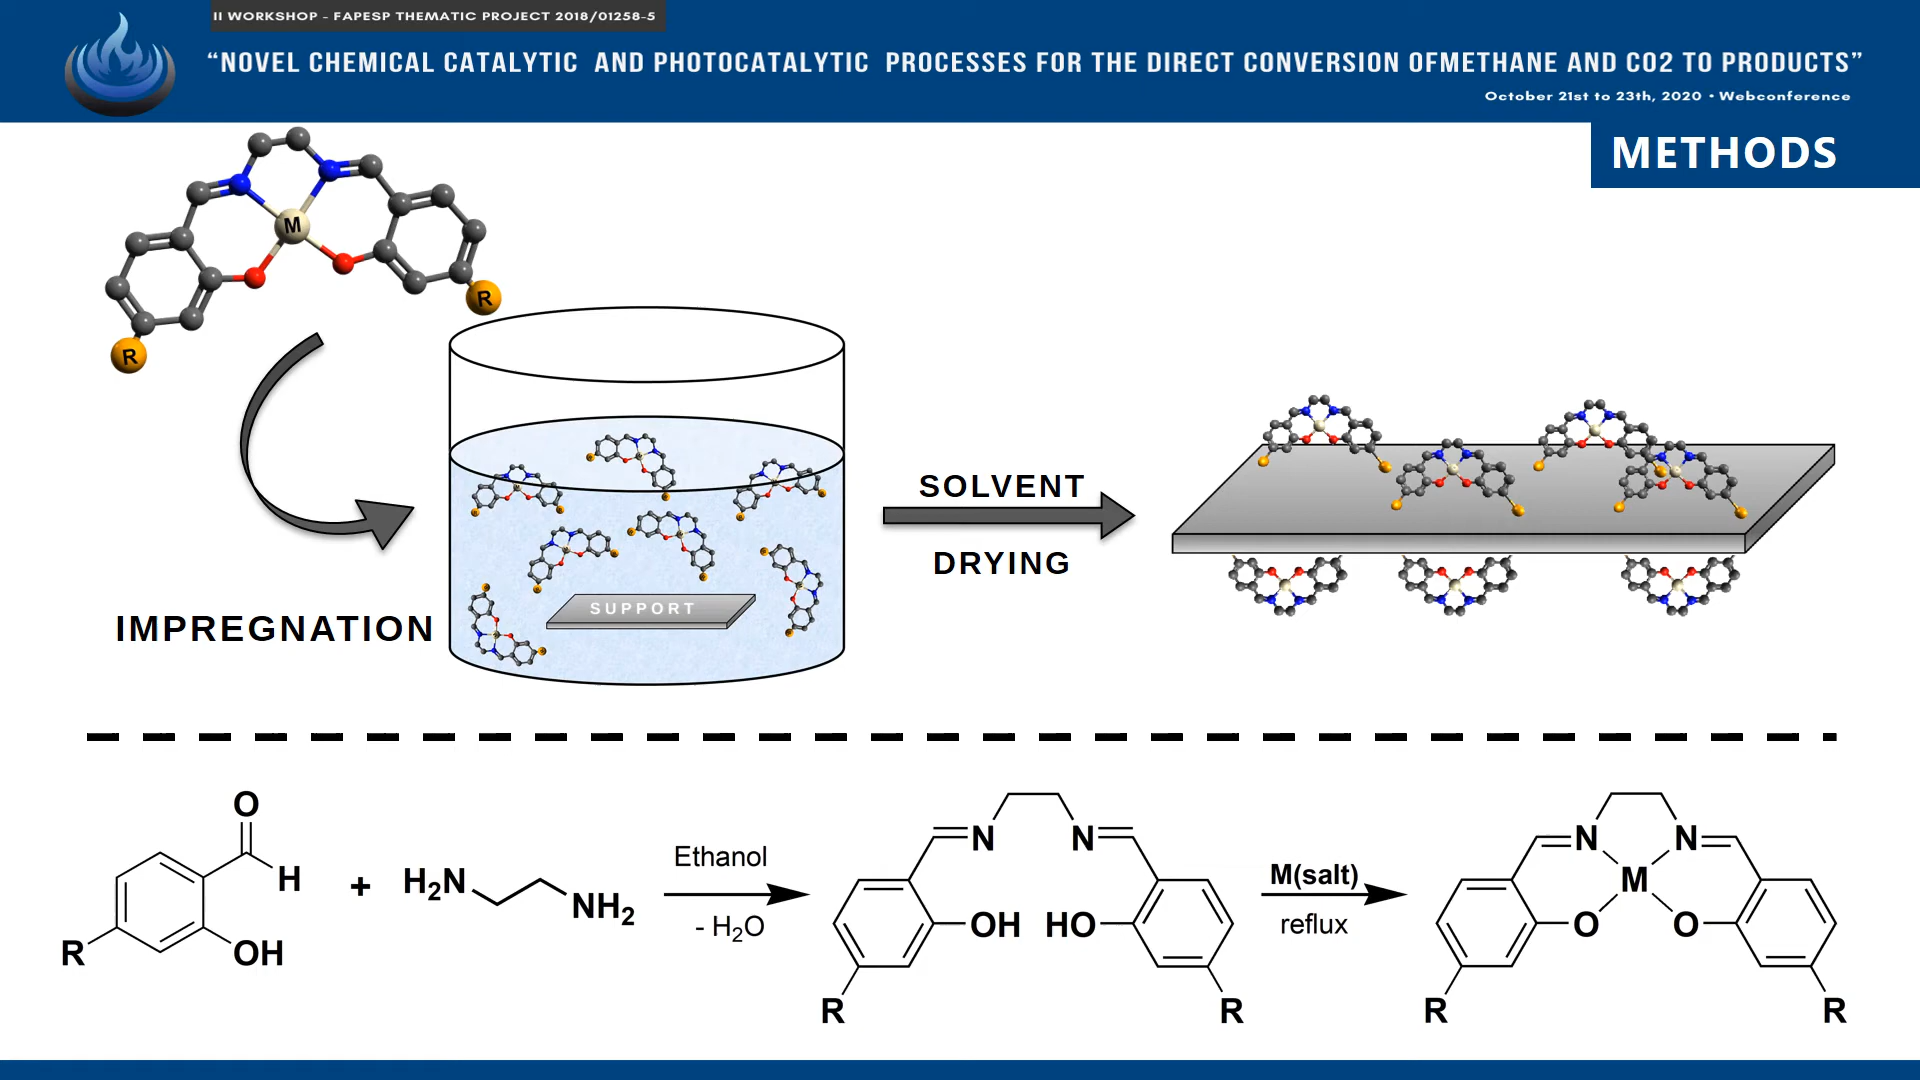 II WORKSHOP - FAPESP THEMATIC PROJECT 2018/01258-5
“NOVEL CHEMICAL CATALYTIC AND PHOTOCATALYTIC PROCESSES FOR THE DIRECT CONVERSION OFMETHANE AND CO2 TO PRODUCTS”
October 21st to 23th, 2020 • Webconference
METHODS
M
R
R
SOLVENT
DRYING
SUPPORT
IMPREGNATION
O
H
OH
R
+
H2N
NH2
Ethanol
- H2O
N N
OH HO
R R
M(salt)
reflux
N N
M
O O
R R